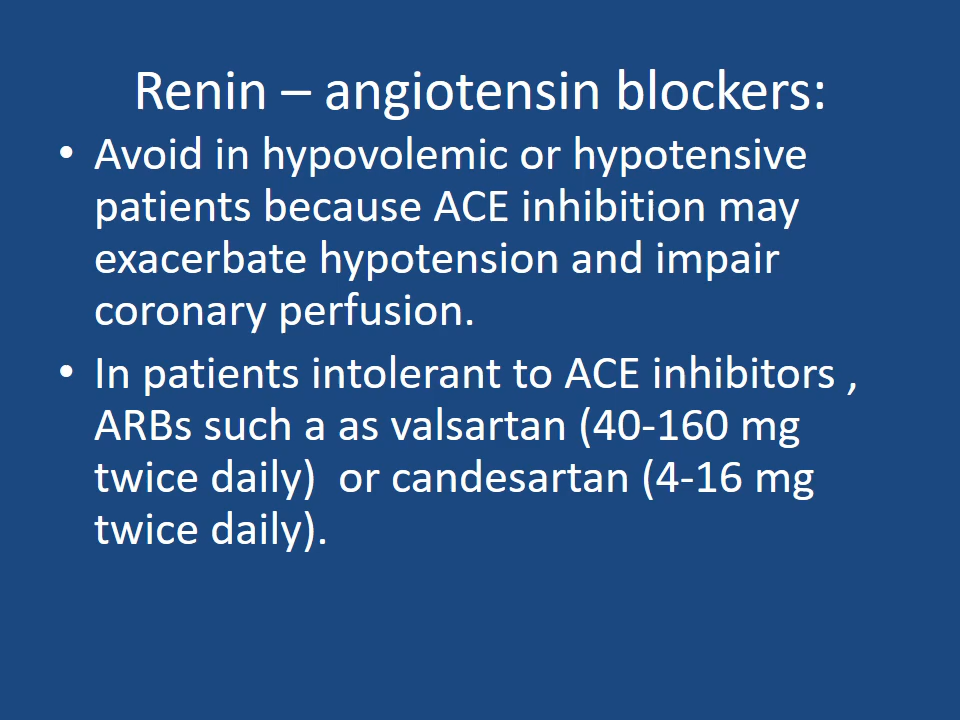 Renin – angiotensin blockers:
• Avoid in hypovolemic or hypotensive
patients because ACE inhibition may
exacerbate hypotension and impair
coronary perfusion.
• In patients intolerant to ACE inhibitors ,
ARBs such a as valsartan (40-160 mg
twice daily)  or candesartan (4-16 mg
twice daily).